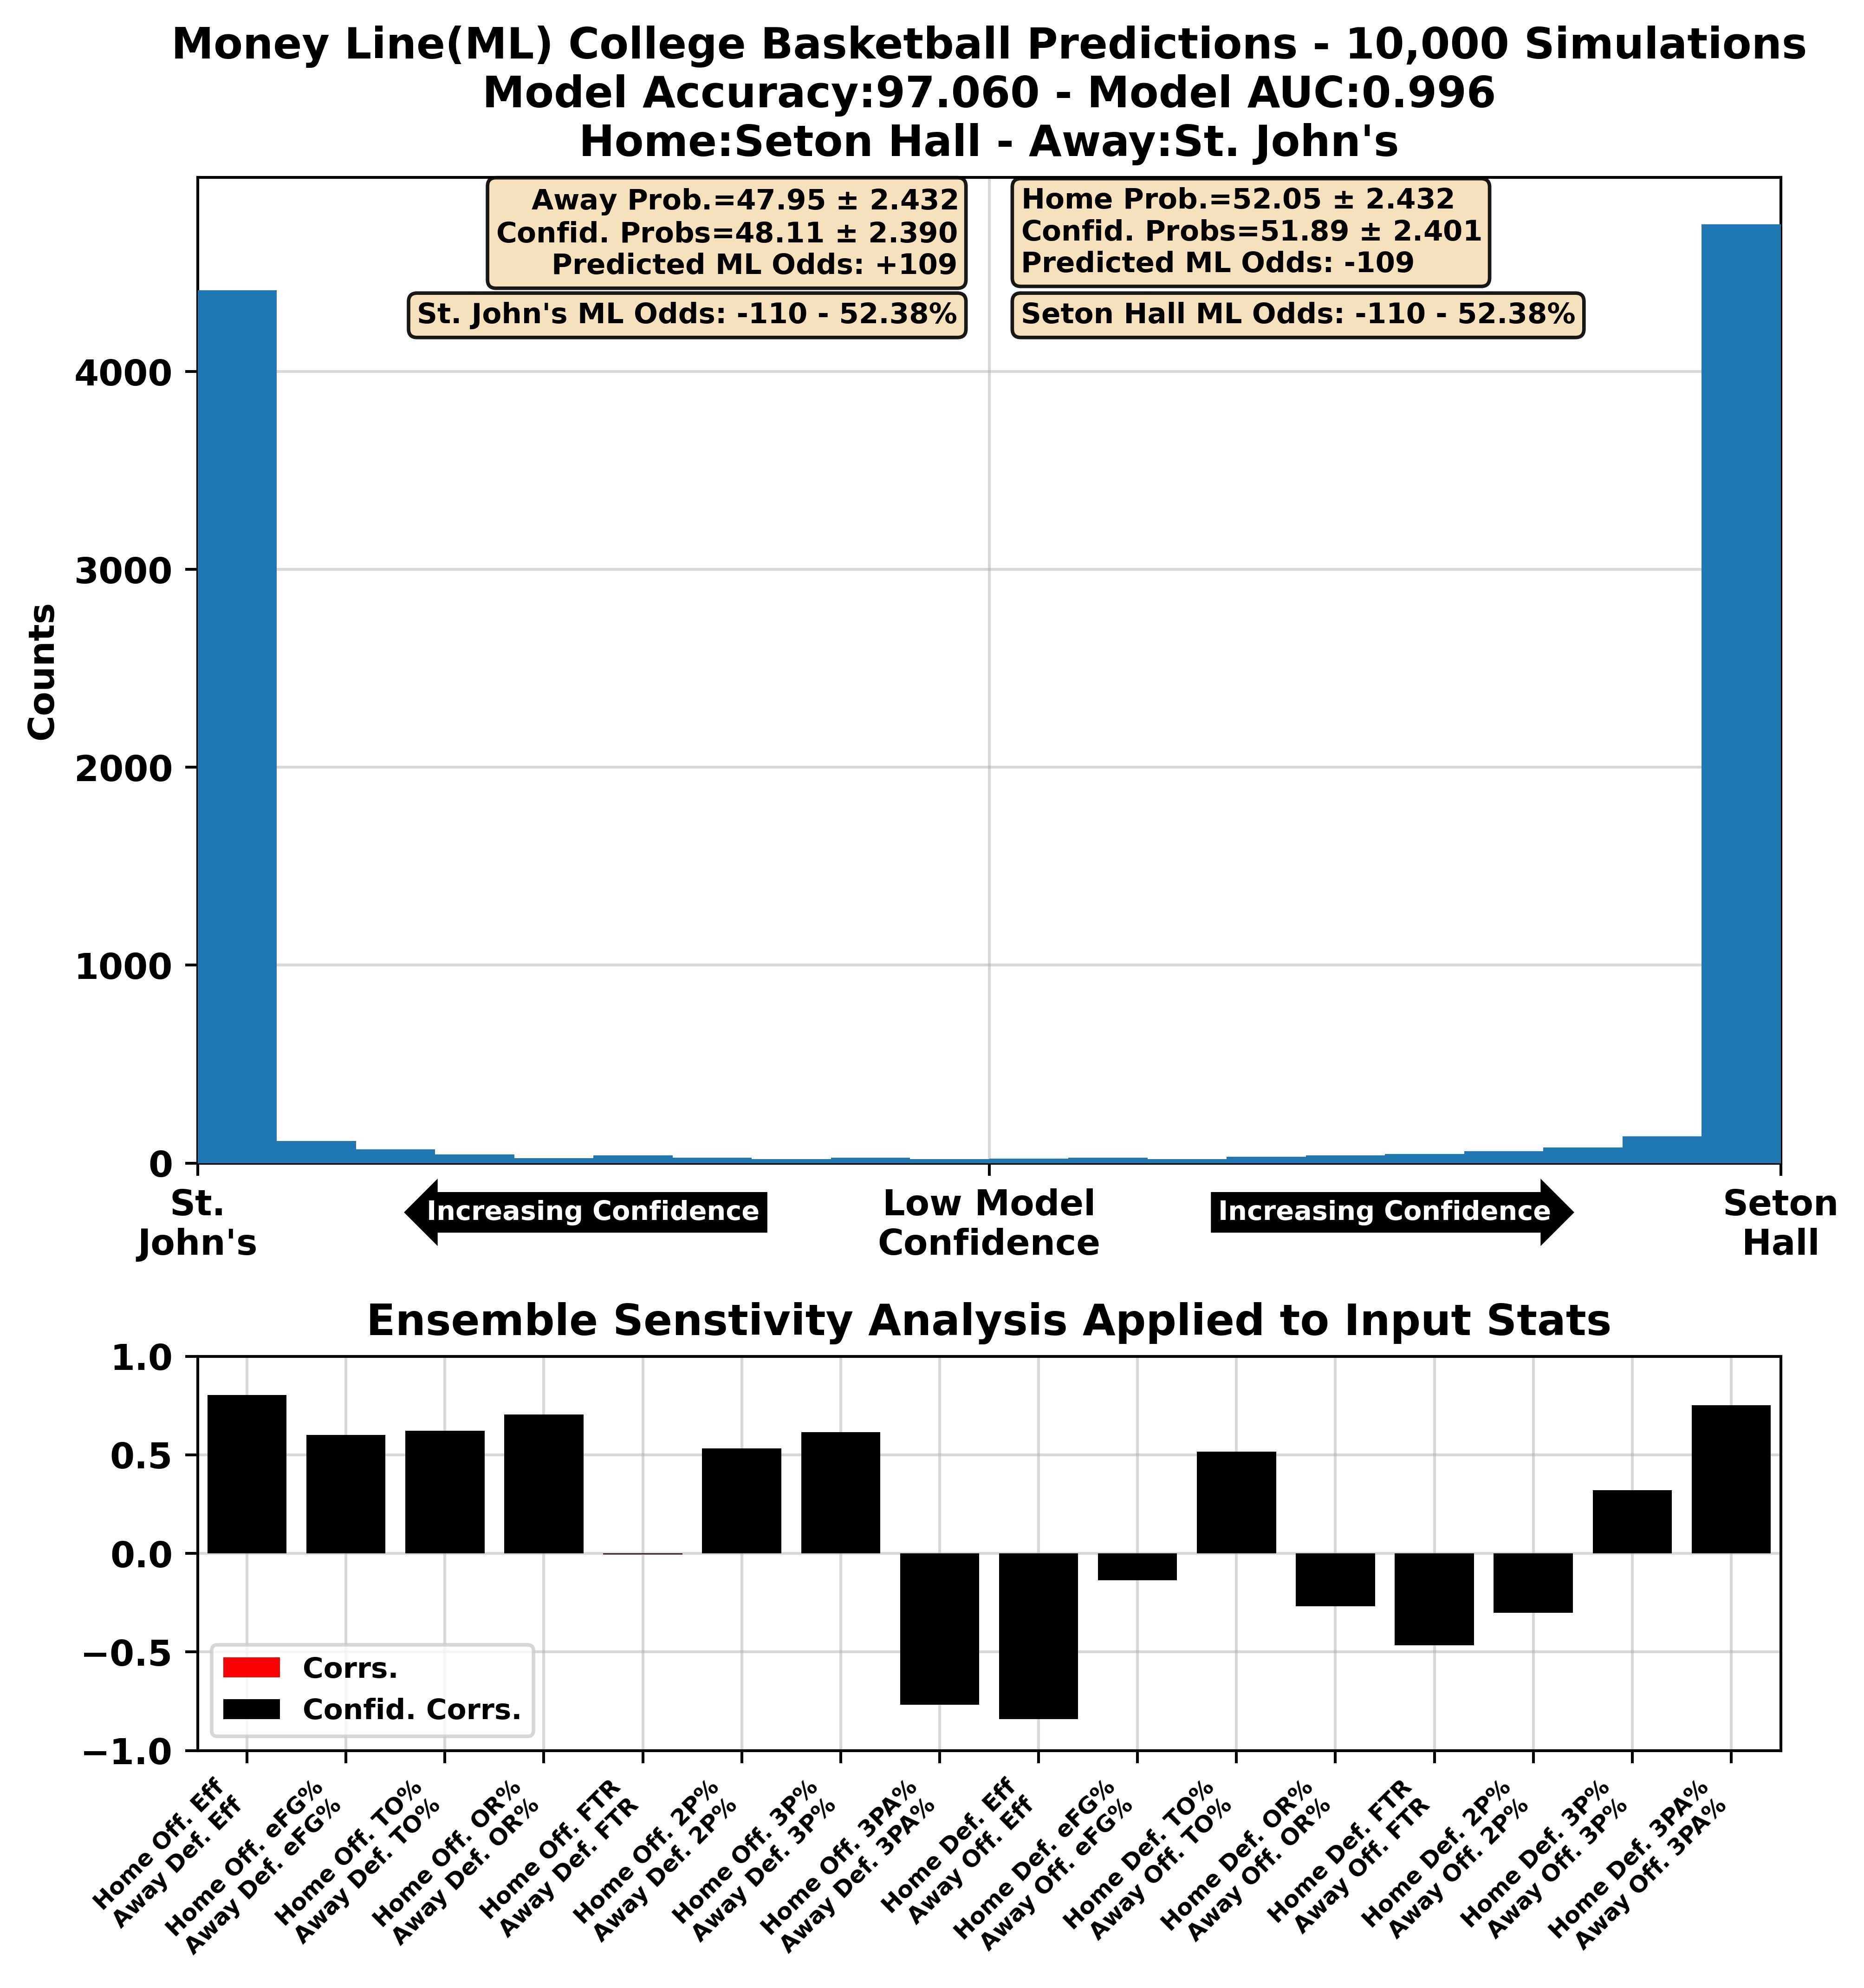 Money Line(ML) College Basketball Predictions - 10,000 Simulations
Model Accuracy:97.060 - Model AUC:0.996
Home:Seton Hall - Away:St. John's
Away Prob.=47.95 ± 2.432
Confid. Probs=48.11 ± 2.390
Predicted ML Odds: +109
St. John's ML Odds: -110 - 52.38%
Home Prob.=52.05 ± 2.432
Confid. Probs=51.89 ± 2.401
Predicted ML Odds: -109
Seton Hall ML Odds: -110 - 52.38%
Counts
4000
3000
2000
1000
0
St.
John's
Increasing Confidence
Low Model
Confidence
Increasing Confidence
Seton
Hall
Ensemble Senstivity Analysis Applied to Input Stats
1.0
0.5
0.0
−0.5
−1.0
Corrs.
Confid. Corrs.
Home Off. Eff
Away Def. Eff
Home Off. eFG%
Away Def. eFG%
Home Off. TO%
Away Def. TO%
Home Off. OR%
Away Def. OR%
Home Off. FTR
Away Def. FTR
Home Off. 2P%
Away Def. 2P%
Home Off. 3P%
Away Def. 3P%
Home Off. 3PA%
Away Def. 3PA%
Home Def. Eff
Away Off. Eff
Home Def. eFG%
Away Off. eFG%
Home Def. TO%
Away Off. TO%
Home Def. OR%
Away Off. OR%
Home Def. FTR
Away Off. FTR
Home Def. 2P%
Away Off. 2P%
Home Def. 3P%
Away Off. 3P%
Home Def. 3PA%
Away Off. 3PA%